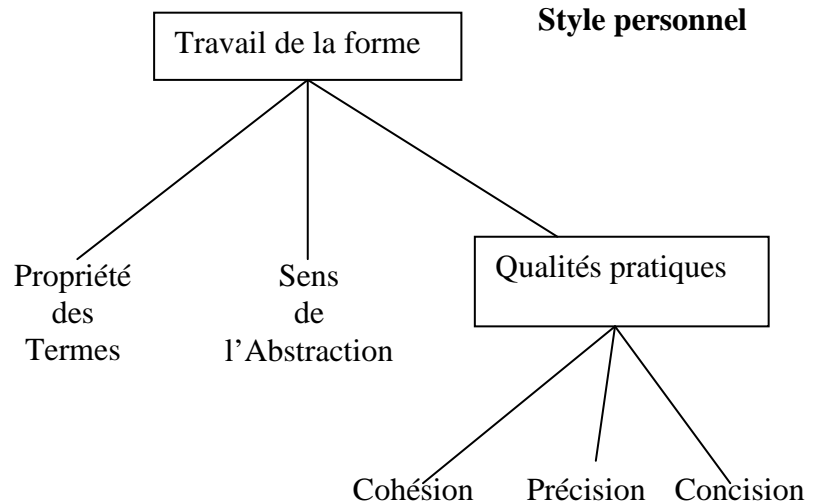 Style personnel
Travail de la forme
Propriété
des
Termes
Sens
de
l’Abstraction
Qualités pratiques
Cohésion
Précision
Concision